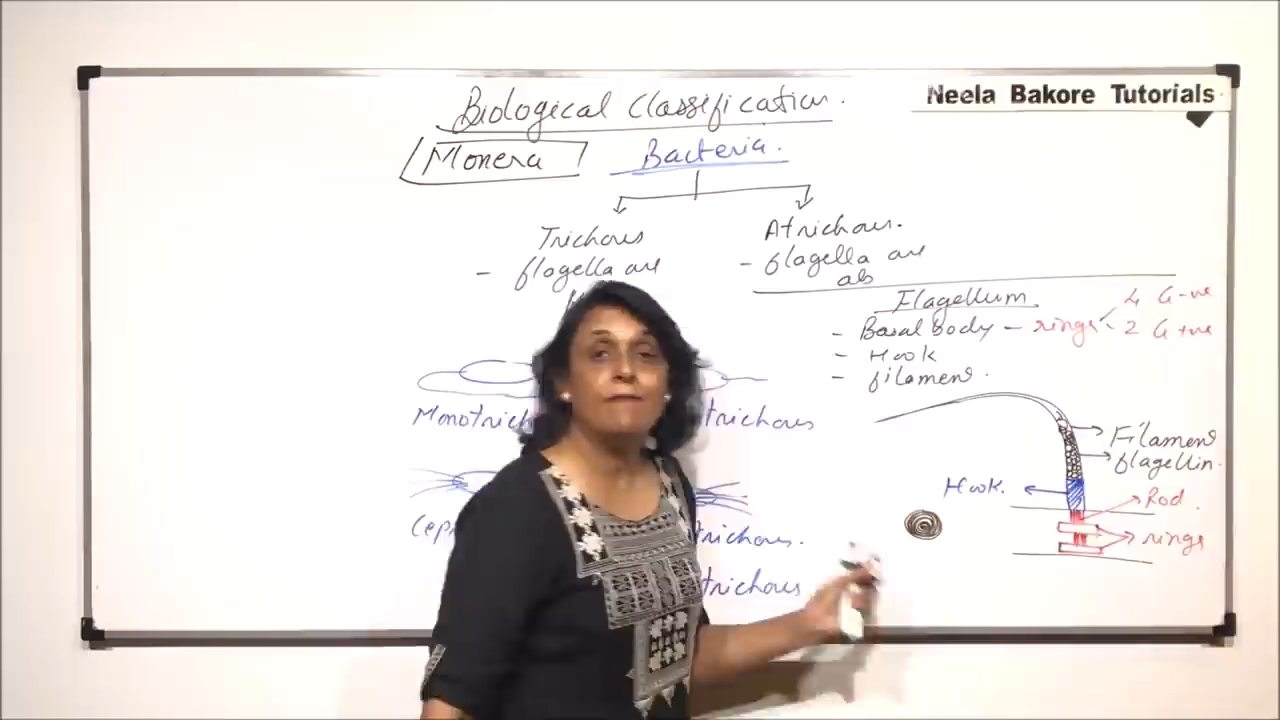 Neela Bakore Tutorials
Biological Classification.
Monera
Bacteria.
Trichous
- flagella are
Atrichous.
- flagella are
ab
Flagellum.
- Basal body - rings
4 G -ve
2 G +ve
- Hook
- filament.
Monotrich
trichous
Filament
flagellin.
Hook.
Rod
rings
Cep
trichous.
trichous